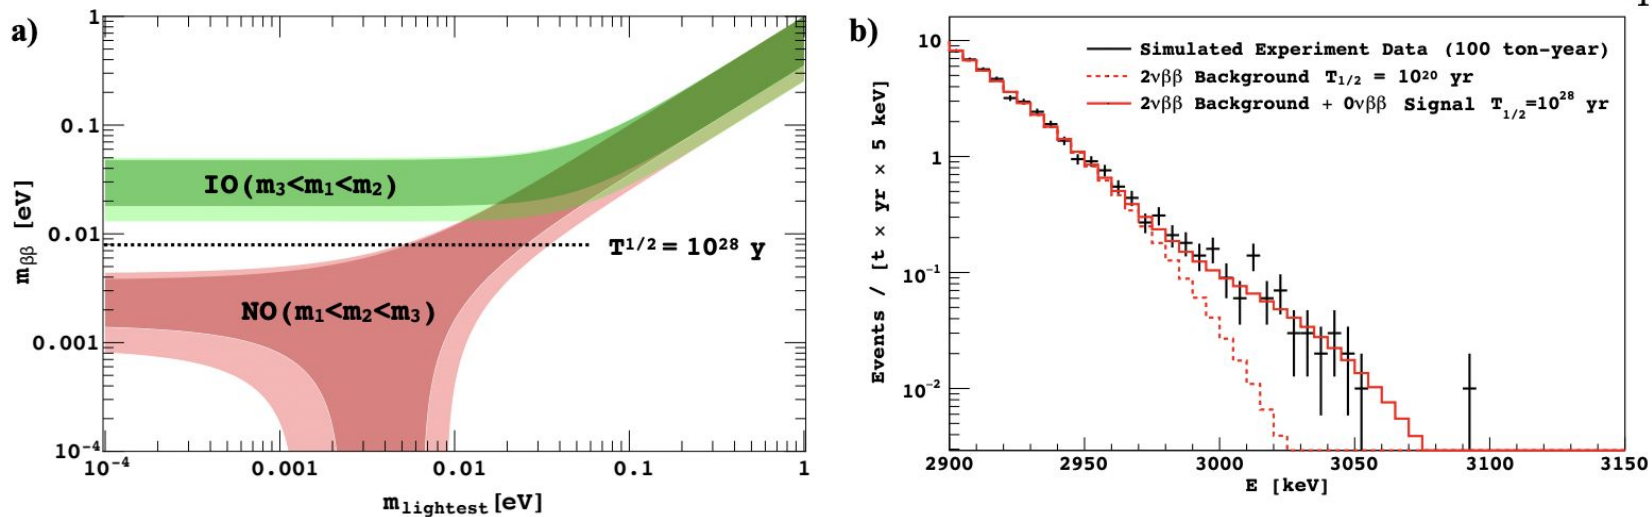 a)
1
0.1
0.01
0.001
10⁻⁴
m_ββ [eV]
IO(m₃<m₁<m₂)
T^1/2 = 10²⁸ y
NO(m₁<m₂<m₃)
10⁻⁴ 0.001 0.01 0.1 1
m_lightest [eV]
b)
10
1
10⁻¹
10⁻²
Events / [t × yr × 5 keV]
Simulated Experiment Data (100 ton-year)
2νββ Background T₁/₂ = 10²⁰ yr
2νββ Background + 0νββ Signal T₁/₂=10²⁸ yr
2900 2950 3000 3050 3100 3150
E [keV]